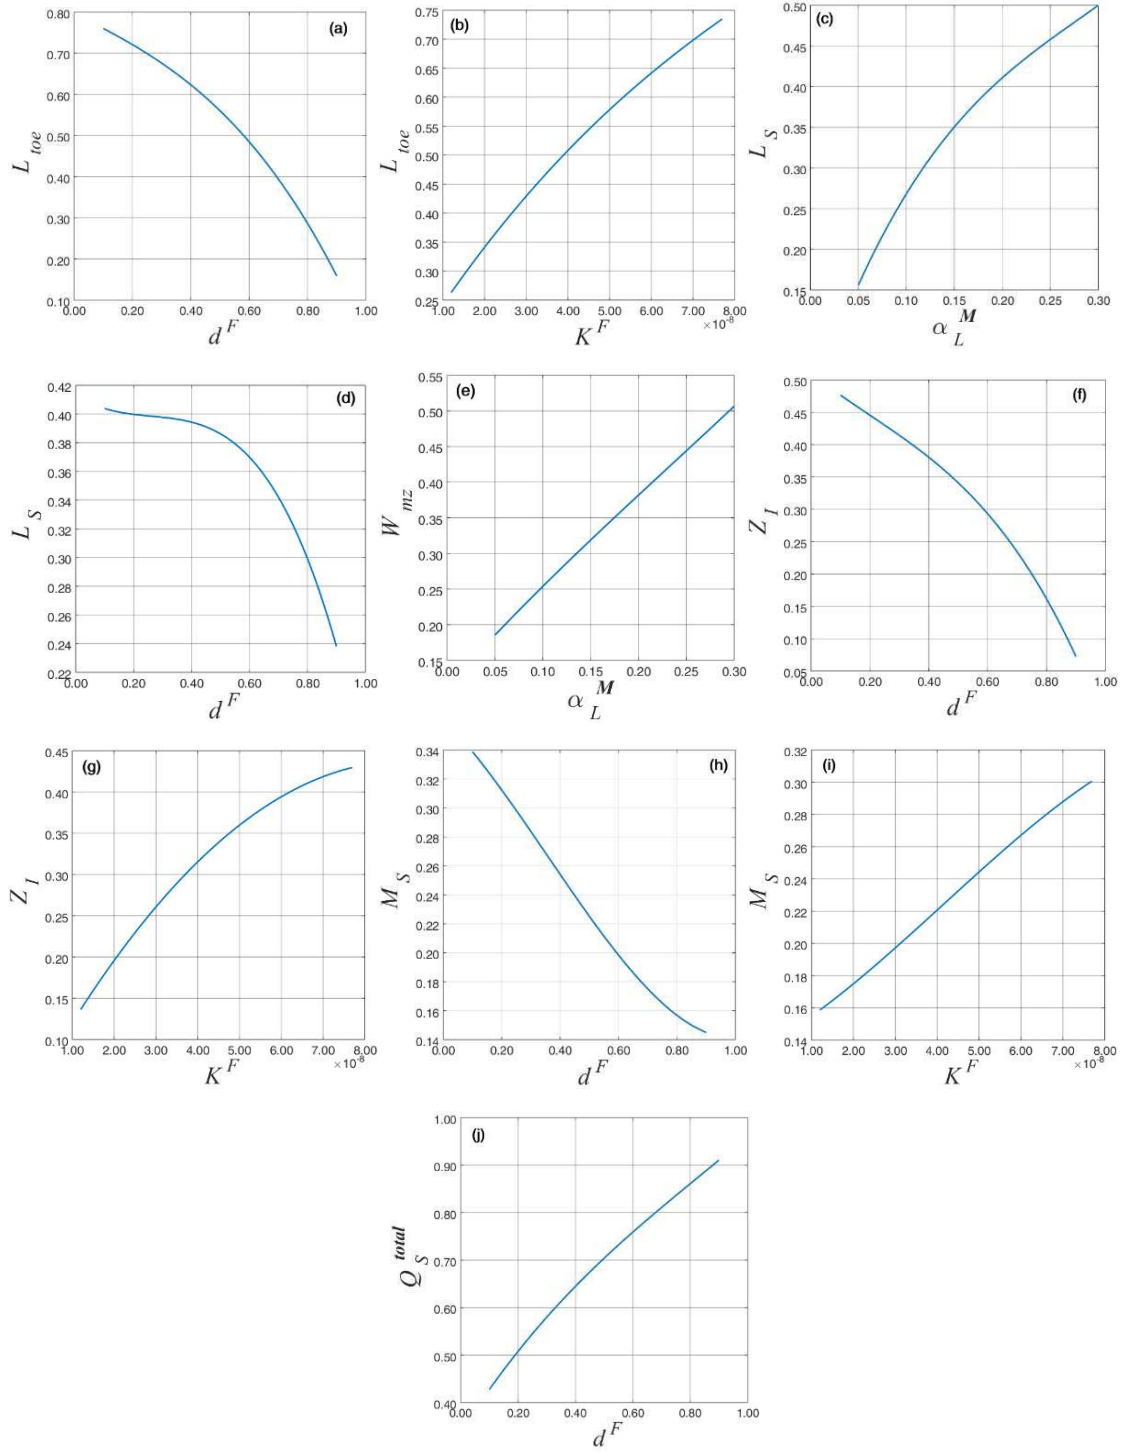 (a)
0.80
0.70
0.60
0.50
0.40
0.30
0.20
0.10
0.00 0.20 0.40 0.60 0.80 1.00
L toe
d F
(b)
0.75
0.70
0.65
0.60
0.55
0.50
0.45
0.40
0.35
0.30
0.25
1.00 2.00 3.00 4.00 5.00 6.00 7.00 8.00
×10 -8
L toe
K F
(c)
0.50
0.45
0.40
0.35
0.30
0.25
0.20
0.15
0.00 0.05 0.10 0.15 0.20 0.25 0.30
L S
α L M
(d)
0.42
0.40
0.38
0.36
0.34
0.32
0.30
0.28
0.26
0.24
0.22
0.00 0.20 0.40 0.60 0.80 1.00
L S
d F
(e)
0.55
0.50
0.45
0.40
0.35
0.30
0.25
0.20
0.15
0.00 0.05 0.10 0.15 0.20 0.25 0.30
W mz
α L M
(f)
0.50
0.45
0.40
0.35
0.30
0.25
0.20
0.15
0.10
0.05
0.00 0.20 0.40 0.60 0.80 1.00
Z I
d F
(g)
0.45
0.40
0.35
0.30
0.25
0.20
0.15
0.10
1.00 2.00 3.00 4.00 5.00 6.00 7.00 8.00
×10 -8
Z I
K F
(h)
0.34
0.32
0.30
0.28
0.26
0.24
0.22
0.20
0.18
0.16
0.14
0.00 0.20 0.40 0.60 0.80 1.00
M S
d F
(i)
0.32
0.30
0.28
0.26
0.24
0.22
0.20
0.18
0.16
0.14
1.00 2.00 3.00 4.00 5.00 6.00 7.00 8.00
×10 -8
M S
K F
(j)
1.00
0.90
0.80
0.70
0.60
0.50
0.40
0.00 0.20 0.40 0.60 0.80 1.00
Q S total
d F